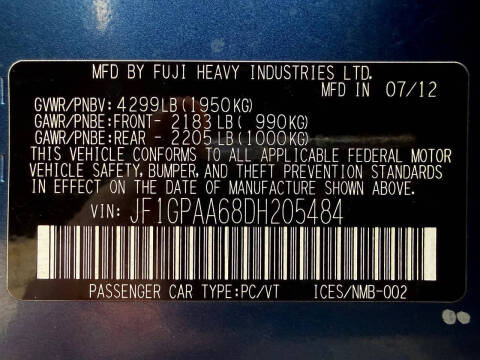 MFD BY FUJI HEAVY INDUSTRIES LTD.
MFD IN 07/12
GVWR/PNBV: 4299LB(1950KG)
GAWR/PNBE:FRONT- 2183LB( 990KG)
GAWR/PNBE:REAR - 2205LB(1000KG)
THIS VEHICLE CONFORMS TO ALL APPLICABLE FEDERAL MOTOR
VEHICLE SAFETY, BUMPER, AND THEFT PREVENTION STANDARDS
IN EFFECT ON THE DATE OF MANUFACTURE SHOWN ABOVE.
VIN: JF1GPAA68DH205484
PASSENGER CAR TYPE:PC/VT ICES/NMB-002